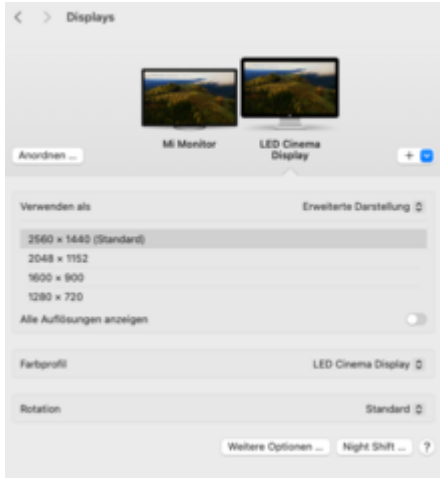 Displays
Mi Monitor
LED Cinema
Display
Anordnen ...
+
Verwenden als
Erweiterte Darstellung
2560 × 1440 (Standard)
2048 × 1152
1600 × 900
1280 × 720
Alle Auflösungen anzeigen
Farbprofil
LED Cinema Display
Rotation
Standard
Weitere Optionen ...
Night Shift ...
?